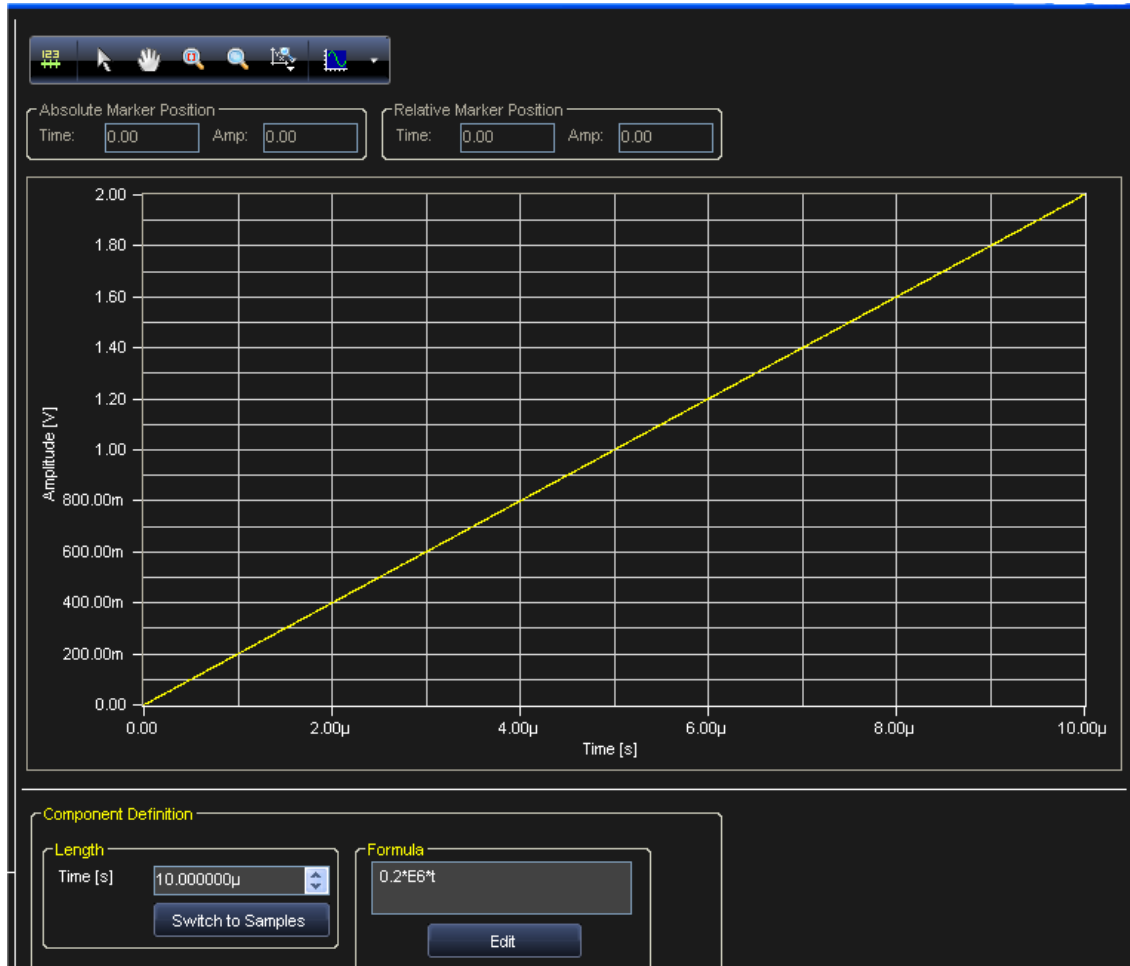 123
Absolute Marker Position
Time: 0.00 Amp: 0.00
Relative Marker Position
Time: 0.00 Amp: 0.00
2.00
1.80
1.60
1.40
1.20
1.00
800.00m
600.00m
400.00m
200.00m
0.00
Amplitude [V]
0.00 2.00µ 4.00µ 6.00µ 8.00µ 10.00µ
Time [s]
Component Definition
Length
Time [s] 10.000000µ
Switch to Samples
Formula
0.2*E6*t
Edit